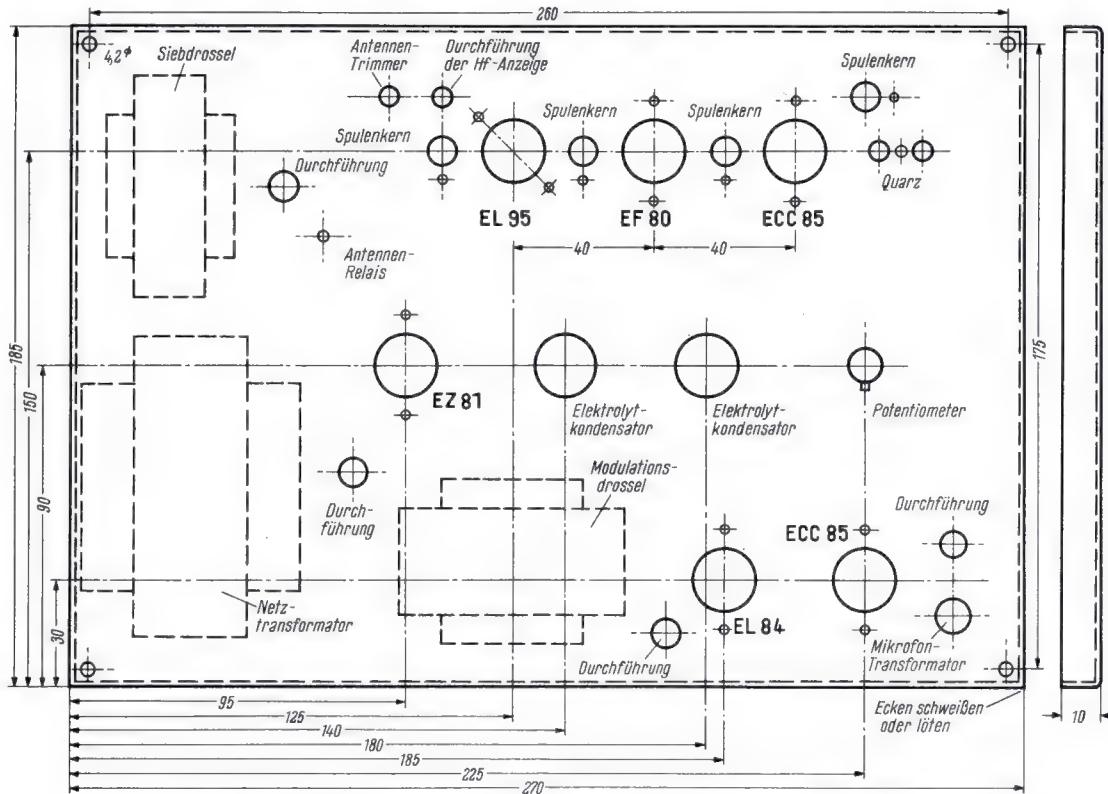 260
4,2⌀
Siebdrossel
Antennen-
Trimmer
Durchführung
der Hf-Anzeige
Spulenkern
Spulenkern
Spulenkern
Spulenkern
Durchführung
Quarz
EL 95
EF 80
ECC 85
Antennen-
Relais
40
40
185
150
90
30
175
EZ 81
Elektrolyt-
kondensator
Elektrolyt-
kondensator
Potentiometer
Modulations-
drossel
Durch-
führung
Durchführung
ECC 85
Netz-
transformator
EL 84
Durchführung
Mikrofon-
Transformator
Ecken schweißen
oder löten
10
95
125
140
180
185
225
270